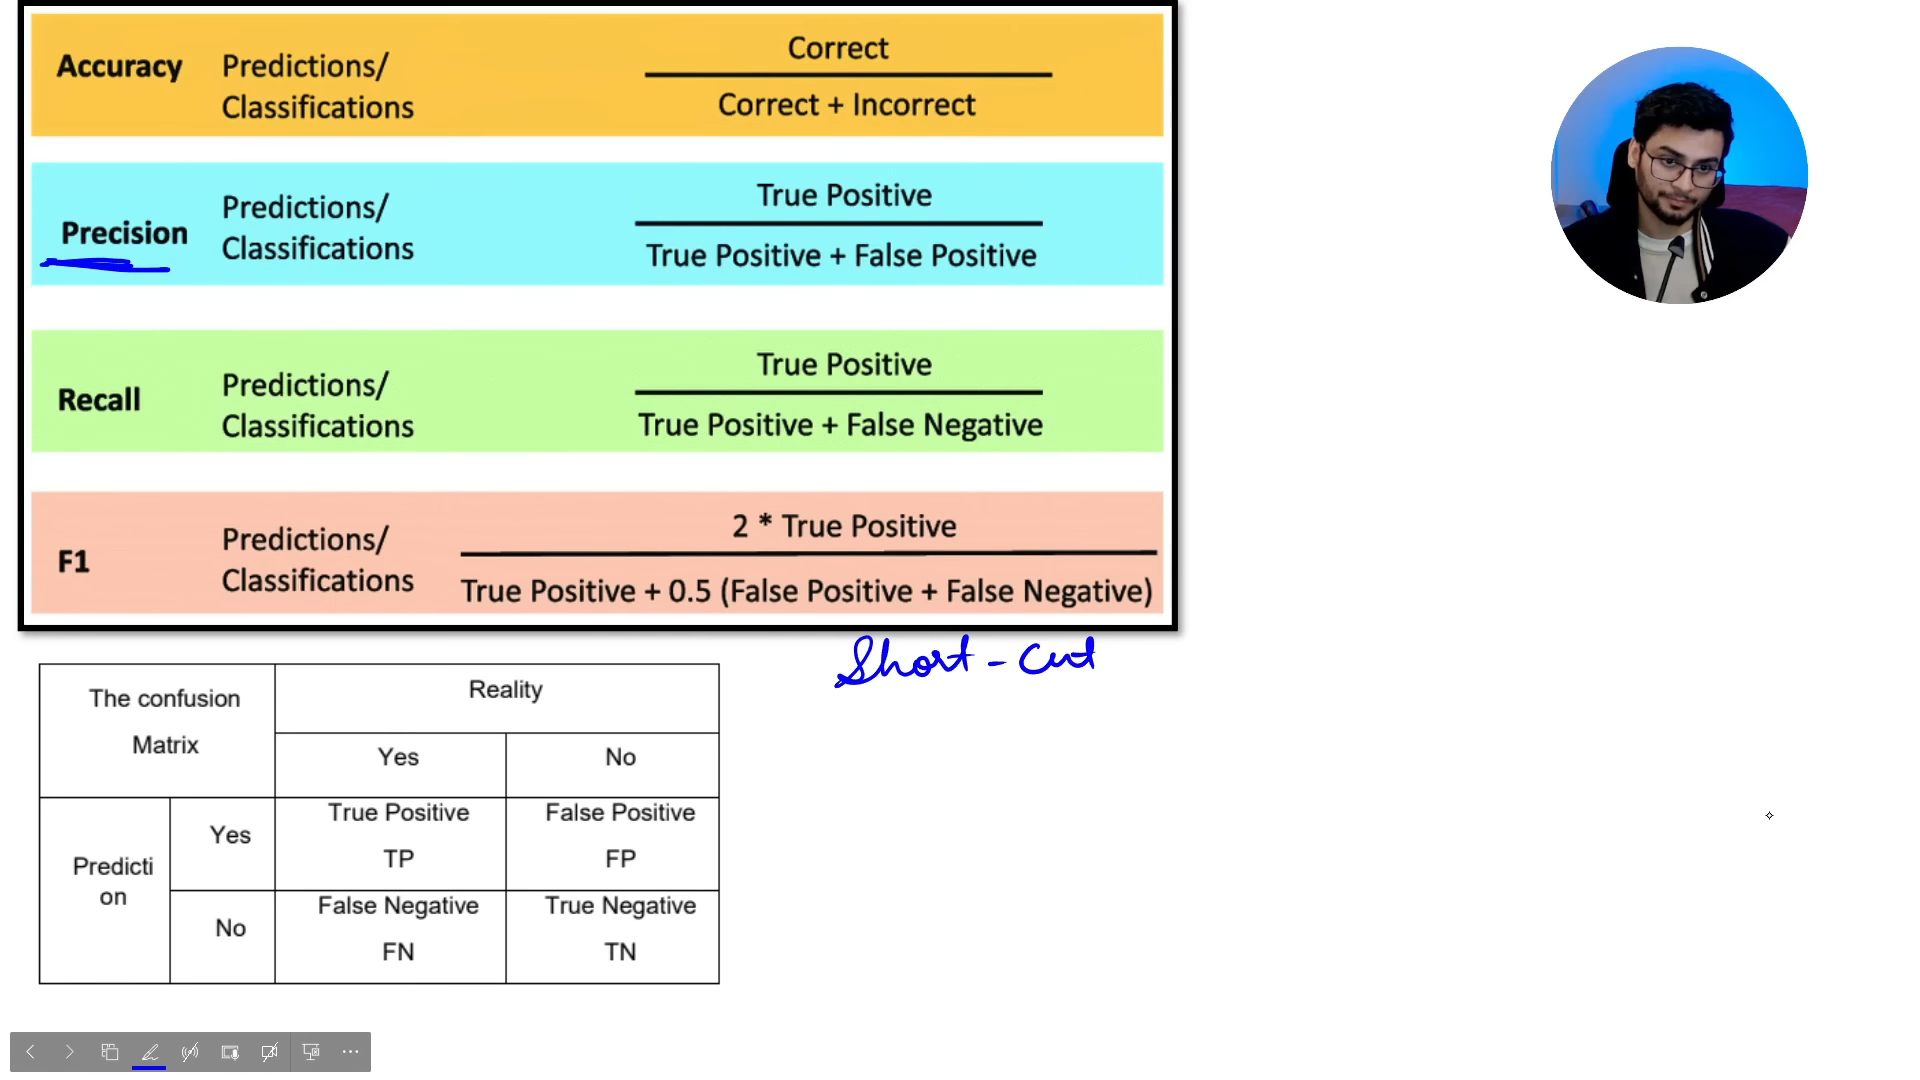 Accuracy
Predictions/
Classifications
Correct
Correct + Incorrect
Precision
Predictions/
Classifications
True Positive
True Positive + False Positive
Recall
Predictions/
Classifications
True Positive
True Positive + False Negative
F1
Predictions/
Classifications
2 * True Positive
True Positive + 0.5 (False Positive + False Negative)
Short-cut
The confusion
Matrix
Reality
Yes
No
Predicti
on
Yes
True Positive
TP
False Positive
FP
No
False Negative
FN
True Negative
TN